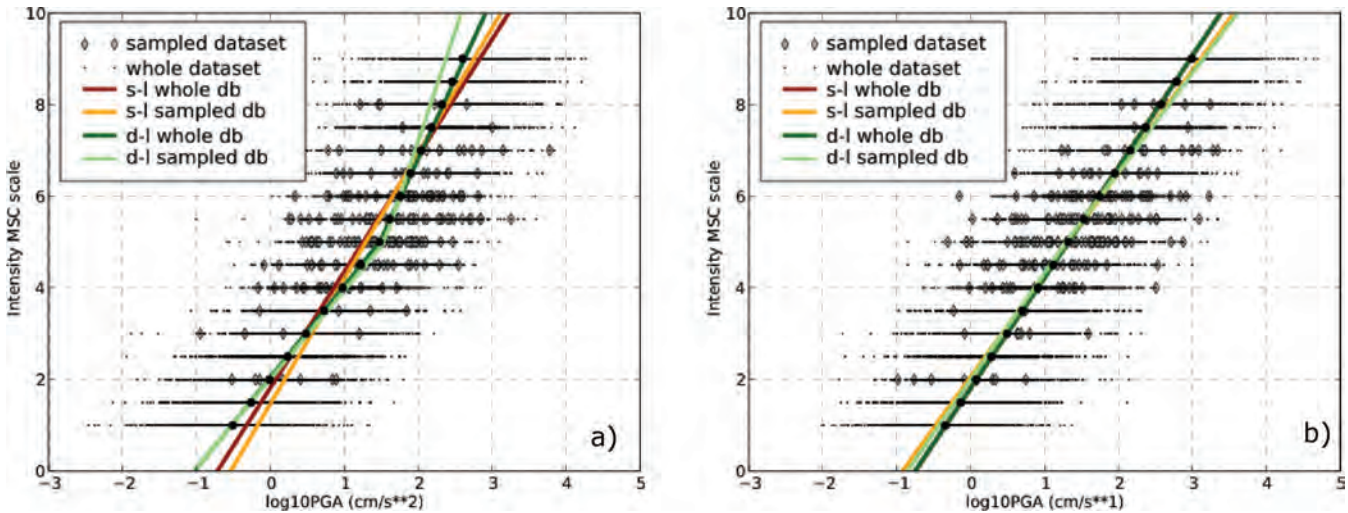 10
8
6
4
2
0
Intensity MSC scale
sampled dataset
whole dataset
s-l whole db
s-l sampled db
d-l whole db
d-l sampled db
a)
−3 −2 −1 0 1 2 3 4 5
log10PGA (cm/s**2)
10
8
6
4
2
0
Intensity MSC scale
sampled dataset
whole dataset
s-l whole db
s-l sampled db
d-l whole db
d-l sampled db
b)
−3 −2 −1 0 1 2 3 4 5
log10PGA (cm/s**1)